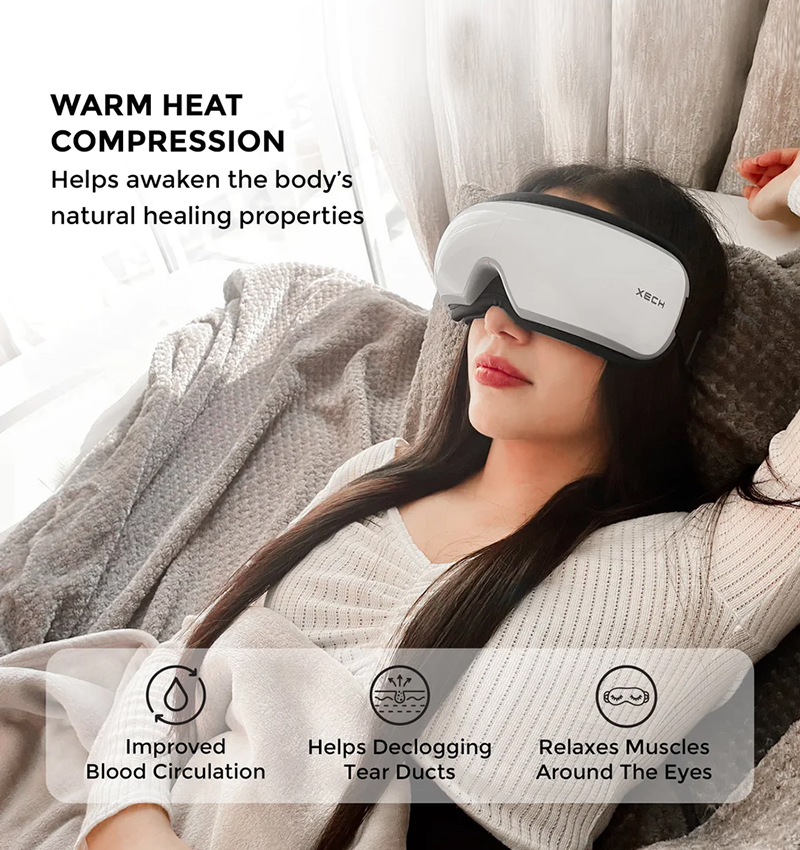 WARM HEAT
COMPRESSION
Helps awaken the body’s
natural healing properties
XECH
Improved
Blood Circulation
Helps Declogging
Tear Ducts
Relaxes Muscles
Around The Eyes